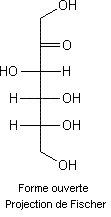 OH
O
HO H
H OH
H OH
OH
Forme ouverte
Projection de Fischer